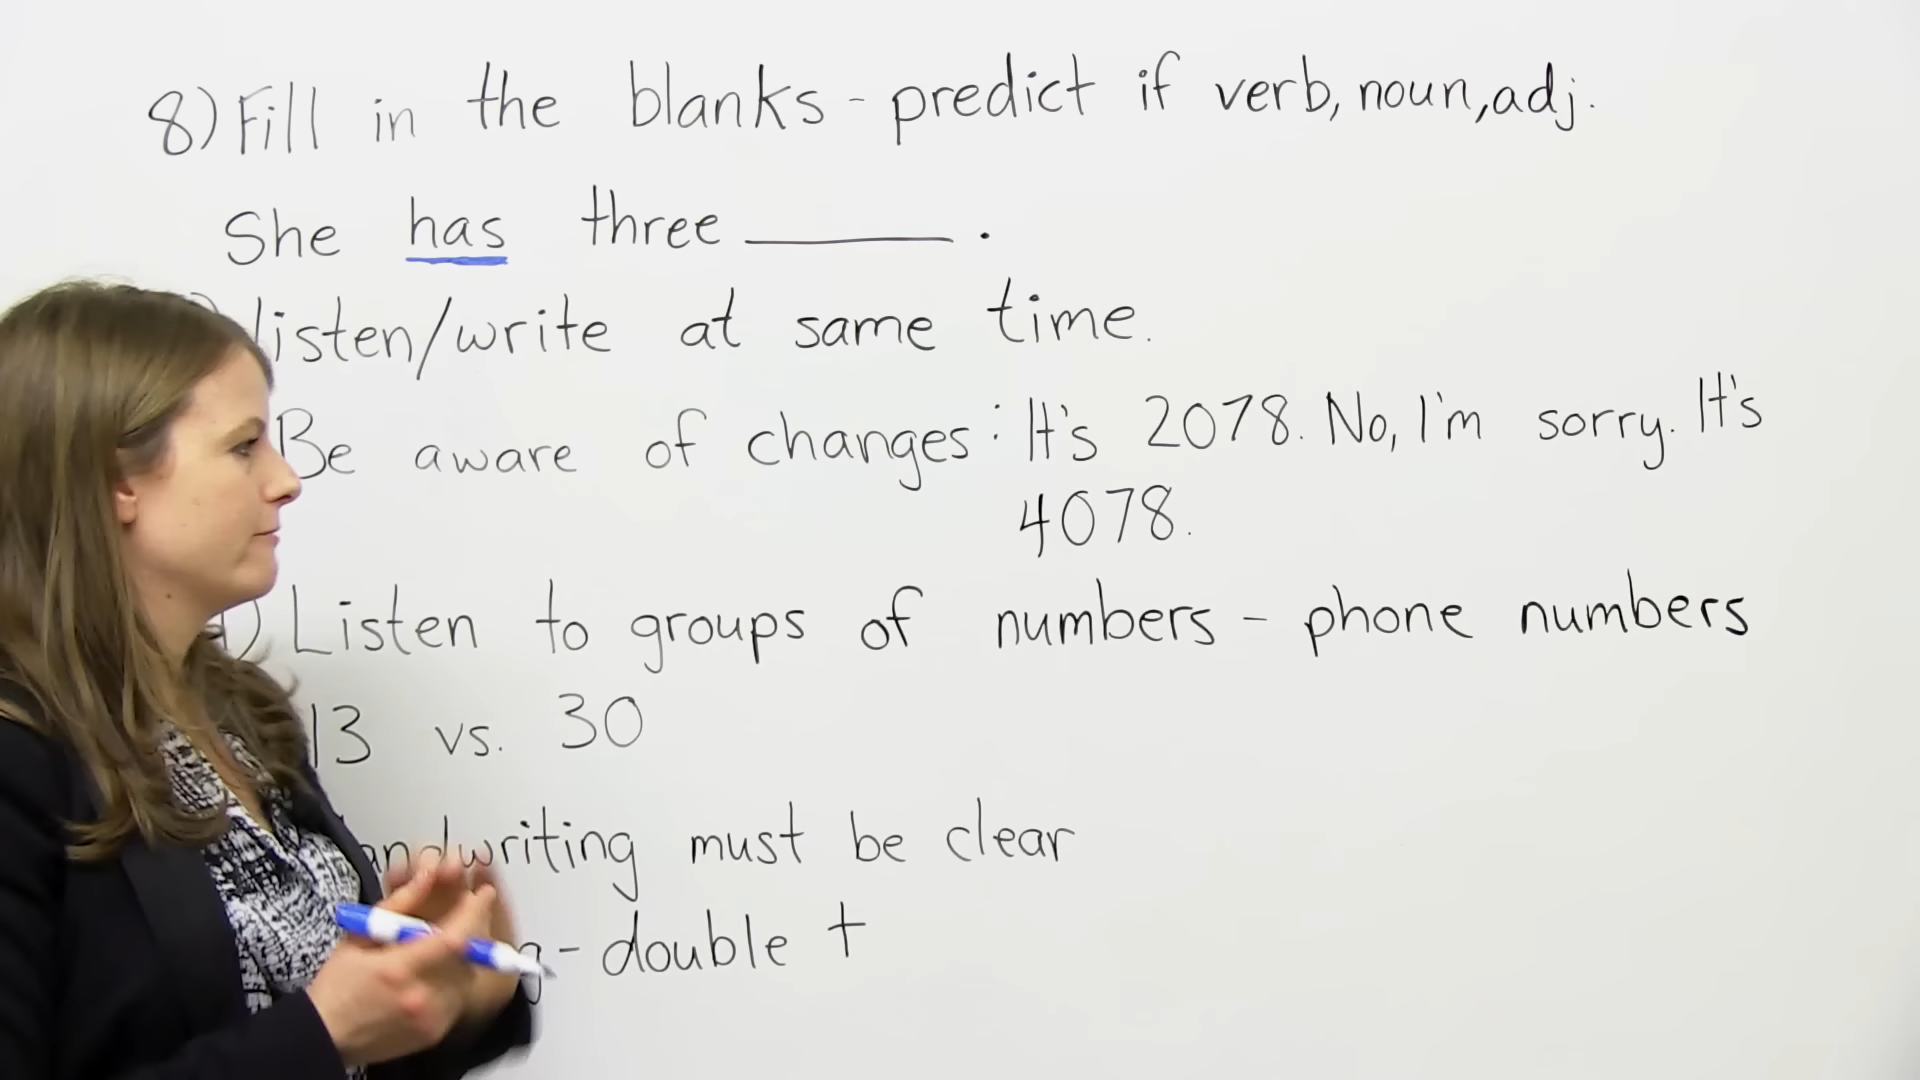 8) Fill in the blanks - predict if verb, noun, adj.
She has three ________ .
listen/write at same time.
Be aware of changes: It's 2078. No, I'm sorry. It's
4078.
) Listen to groups of numbers - phone numbers
13 vs. 30
andwriting must be clear
g - double t